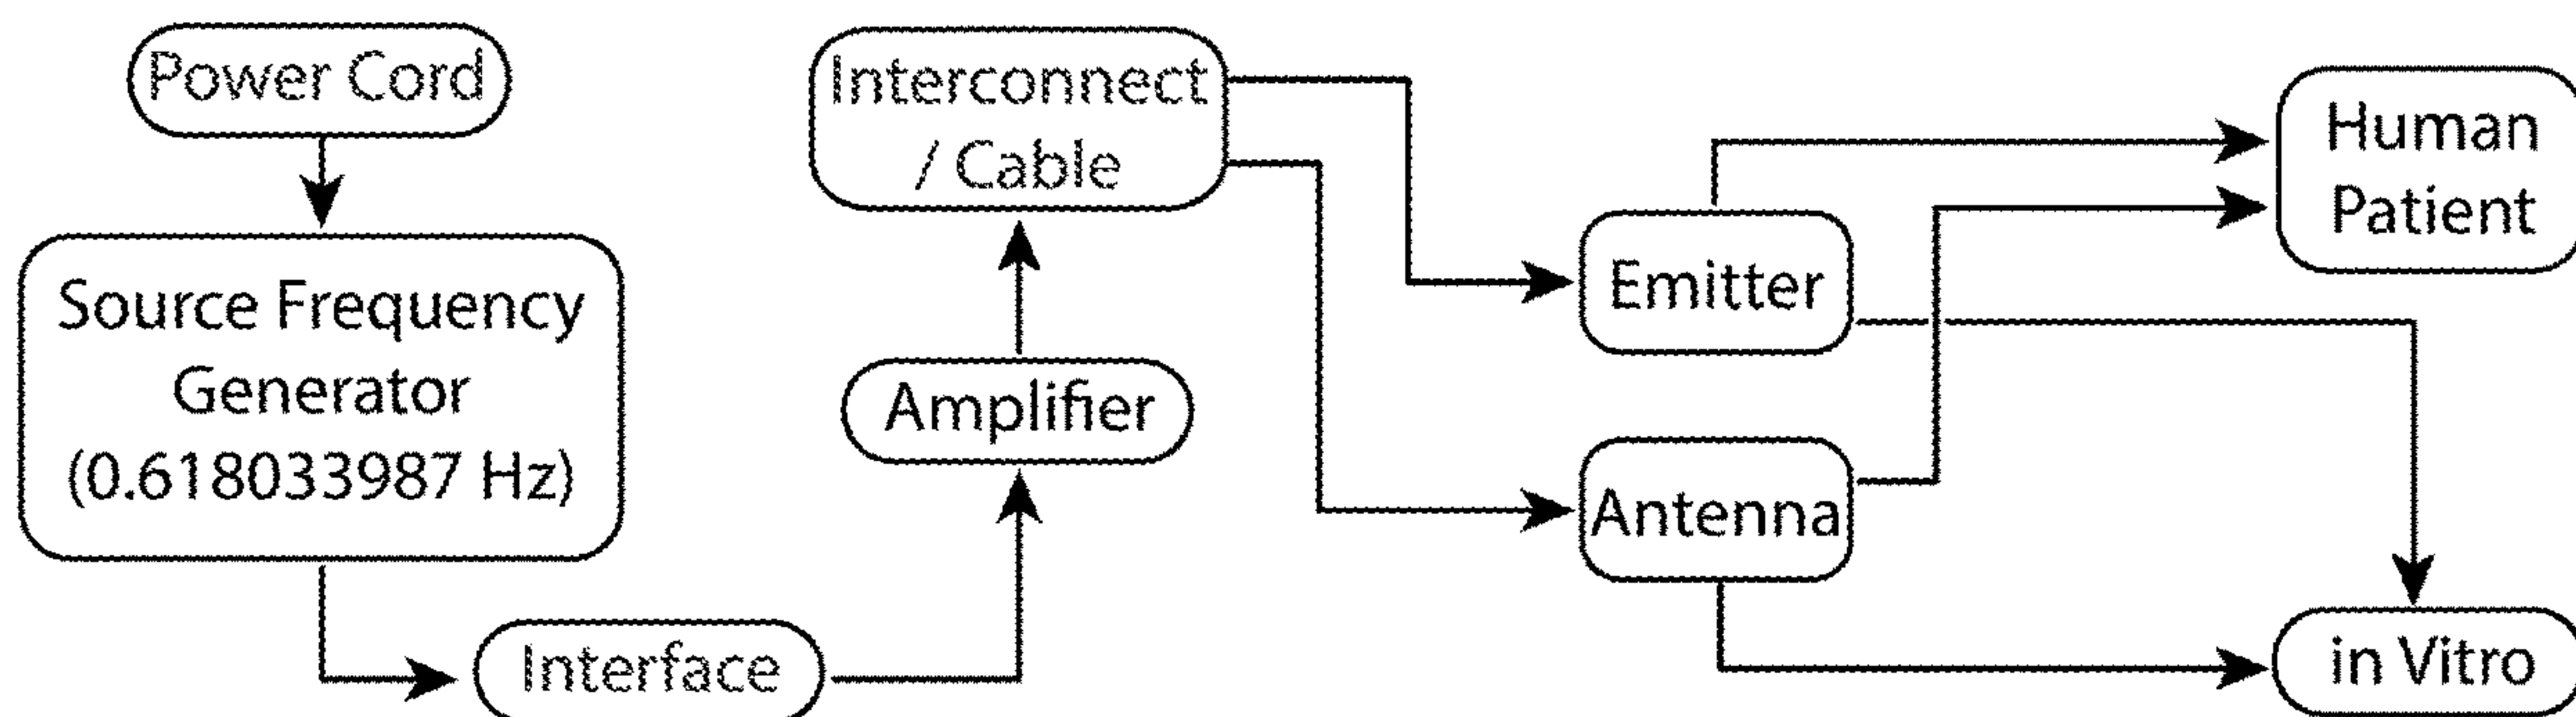 Power Cord
Source Frequency
Generator
(0.618033987 Hz)
Interface
Amplifier
Interconnect
/ Cable
Emitter
Antenna
Human
Patient
in Vitro